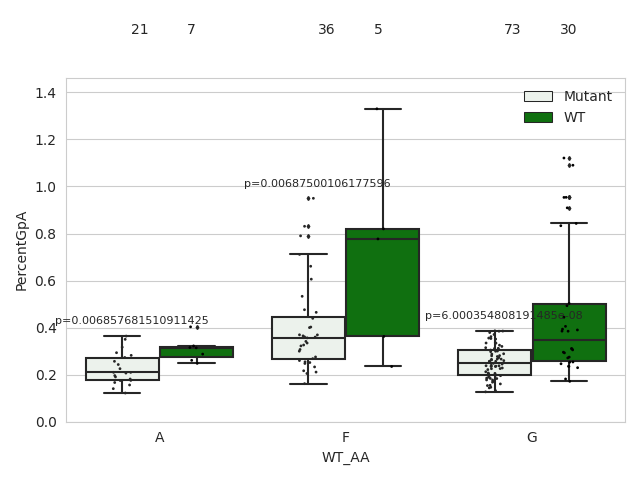 21 7 36 5 73 30
1.4
1.2
1.0
0.8
0.6
0.4
0.2
0.0
PercentGpA
Mutant
WT
p=0.006857681510911425
p=0.00687500106177596
p=6.000354808191485e-08
A F G
WT_AA